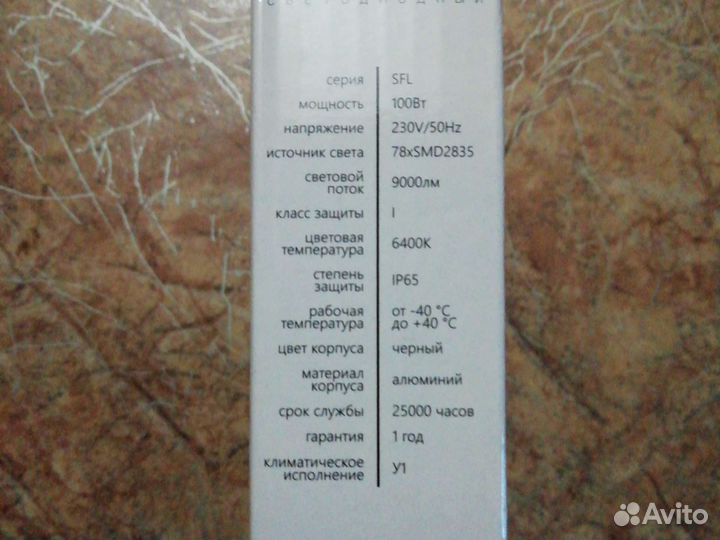 СВЕТОДИОДНЫЙ
серия SFL
мощность 100Вт
напряжение 230V/50Hz
источник света 78xSMD2835
световой
поток 9000лм
класс защиты I
цветовая
температура 6400K
степень
защиты IP65
рабочая от -40 °C
температура до +40 °C
цвет корпуса черный
материал
корпуса алюминий
срок службы 25000 часов
гарантия 1 год
климатическое
исполнение У1
Avito